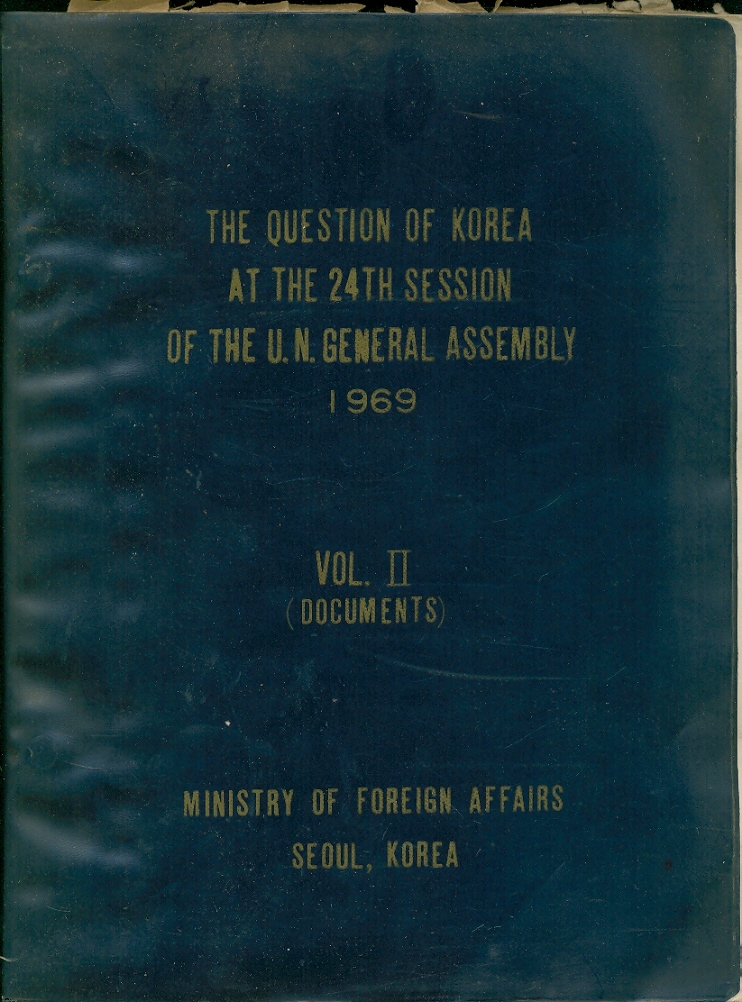 THE QUESTION OF KOREA
AT THE 24TH SESSION
OF THE U.N. GENERAL ASSEMBLY
1969
VOL. II
(DOCUMENTS)
MINISTRY OF FOREIGN AFFAIRS
SEOUL, KOREA